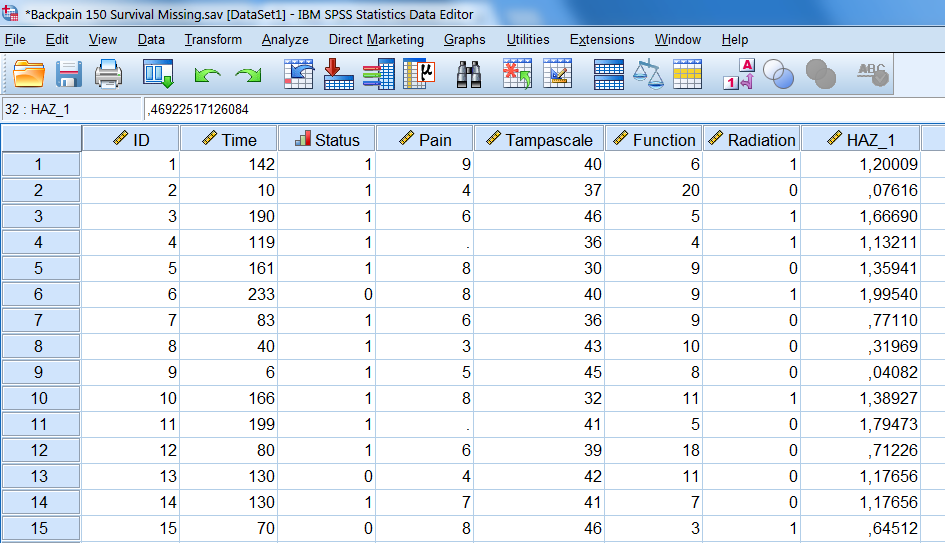 *Backpain 150 Survival Missing.sav [DataSet1] - IBM SPSS Statistics Data Editor
File Edit View Data Transform Analyze Direct Marketing Graphs Utilities Extensions Window Help
μ 1 A ABC
32 : HAZ_1 ,46922517126084
ID Time Status Pain Tampascale Function Radiation HAZ_1
1 1 142 1 9 40 6 1 1,20009
2 2 10 1 4 37 20 0 ,07616
3 3 190 1 6 46 5 1 1,66690
4 4 119 1 . 36 4 1 1,13211
5 5 161 1 8 30 9 0 1,35941
6 6 233 0 8 40 9 1 1,99540
7 7 83 1 6 36 9 0 ,77110
8 8 40 1 3 43 10 0 ,31969
9 9 6 1 5 45 8 0 ,04082
10 10 166 1 8 32 11 1 1,38927
11 11 199 1 . 41 5 0 1,79473
12 12 80 1 6 39 18 0 ,71226
13 13 130 0 4 42 11 0 1,17656
14 14 130 1 7 41 7 0 1,17656
15 15 70 0 8 46 3 1 ,64512